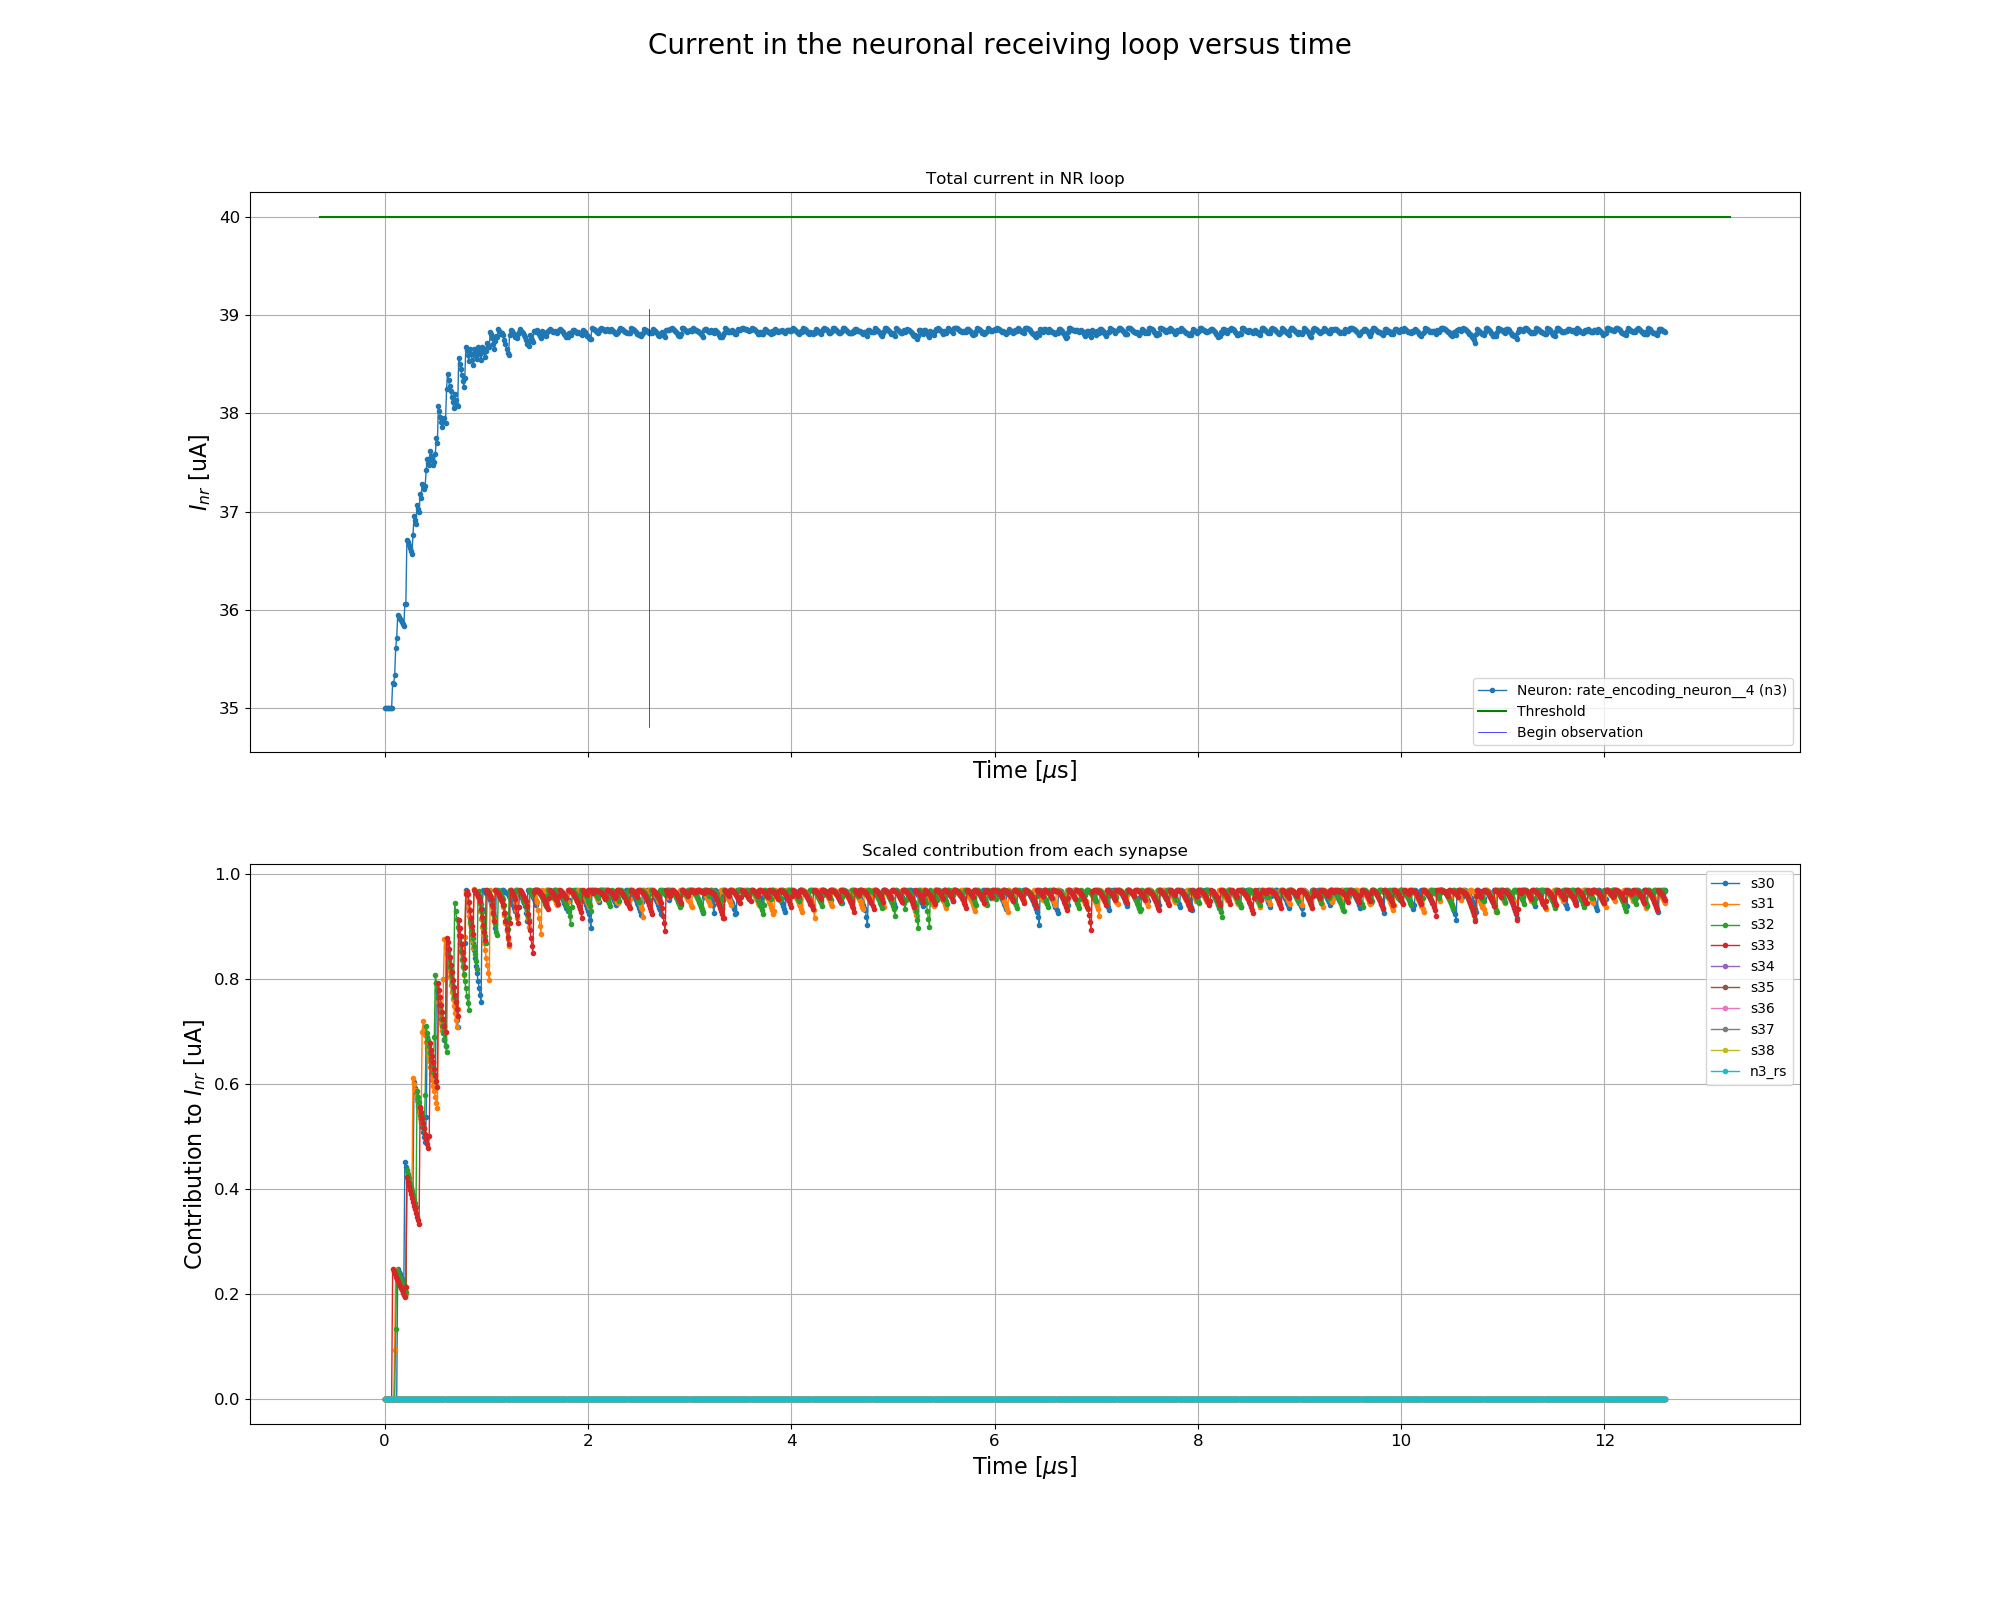 Current in the neuronal receiving loop versus time
Total current in NR loop
40
39
38
37
36
35
I_nr [uA]
Neuron: rate_encoding_neuron__4 (n3)
Threshold
Begin observation
Time [μs]
Scaled contribution from each synapse
1.0
0.8
0.6
0.4
0.2
0.0
Contribution to I_nr [uA]
s30
s31
s32
s33
s34
s35
s36
s37
s38
n3_rs
0 2 4 6 8 10 12
Time [μs]